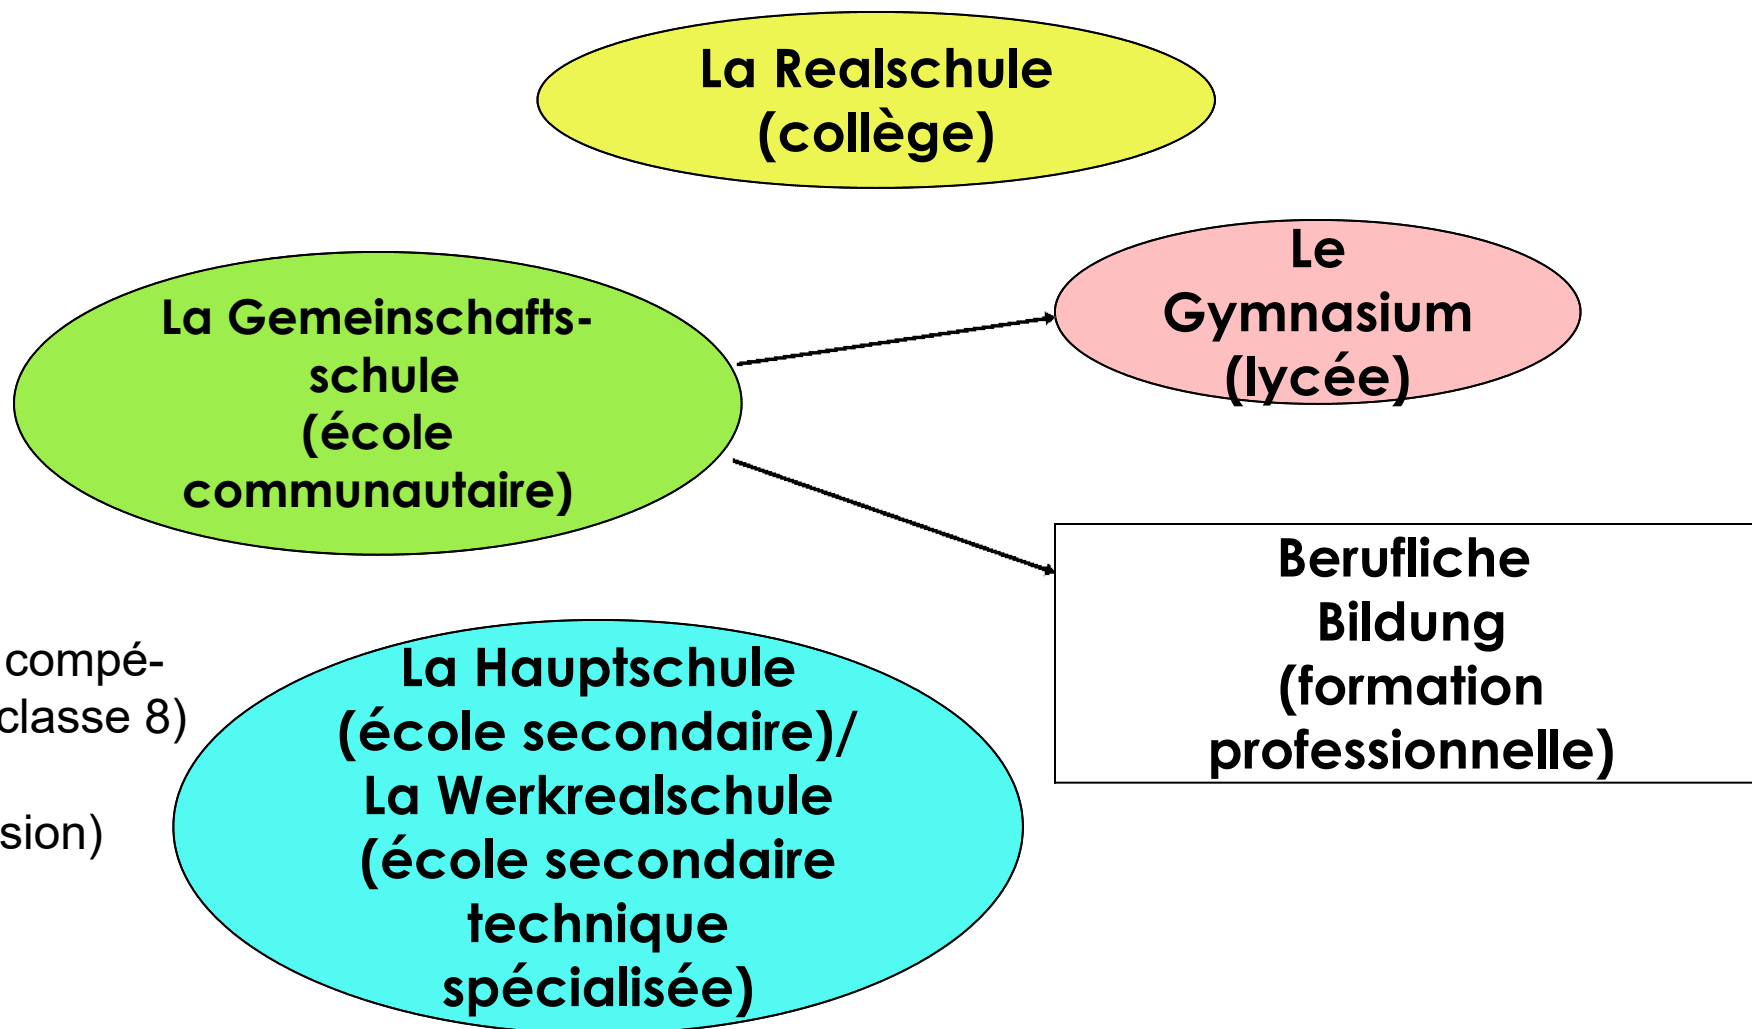 La Realschule
(collège)
Le
Gymnasium
(lycée)
La Gemeinschafts-
schule
(école
communautaire)
Berufliche
Bildung
(formation
professionnelle)
compé-
classe 8)
sion)
La Hauptschule
(école secondaire)/
La Werkrealschule
(école secondaire
technique
spécialisée)